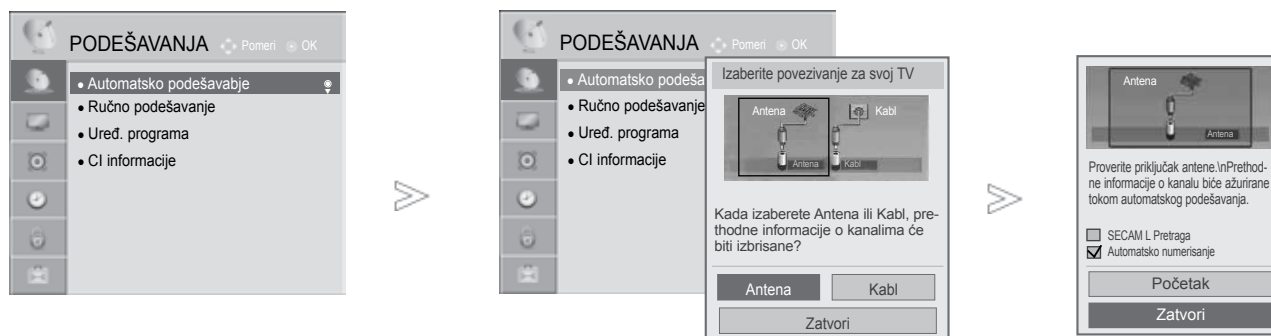 PODEŠAVANJA Pomeri OK
• Automatsko podešavabje
• Ručno podešavanje
• Uređ. programa
• CI informacije
PODEŠAVANJA Pomeri OK
• Automatsko podeša
• Ručno podešavanje
• Uređ. programa
• CI informacije
Izaberite povezivanje za svoj TV
Antena Kabl
Antena Kabl
Kada izaberete Antena ili Kabl, pre-
thodne informacije o kanalima će
biti izbrisane?
Antena Kabl
Zatvori
Antena
Antena
Proverite priključak antene.\nPrethod-
ne informacije o kanalu biće ažurirane
tokom automatskog podešavanja.
SECAM L Pretraga
Automatsko numerisanje
Početak
Zatvori